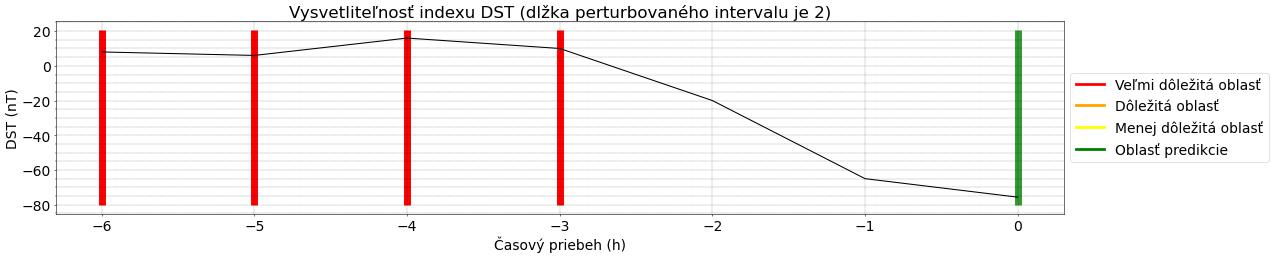 Vysvetliteľnosť indexu DST (dlžka perturbovaného intervalu je 2)
DST (nT)
20
0
−20
−40
−60
−80
−6 −5 −4 −3 −2 −1 0
Časový priebeh (h)
Veľmi dôležitá oblasť
Dôležitá oblasť
Menej dôležitá oblasť
Oblasť predikcie